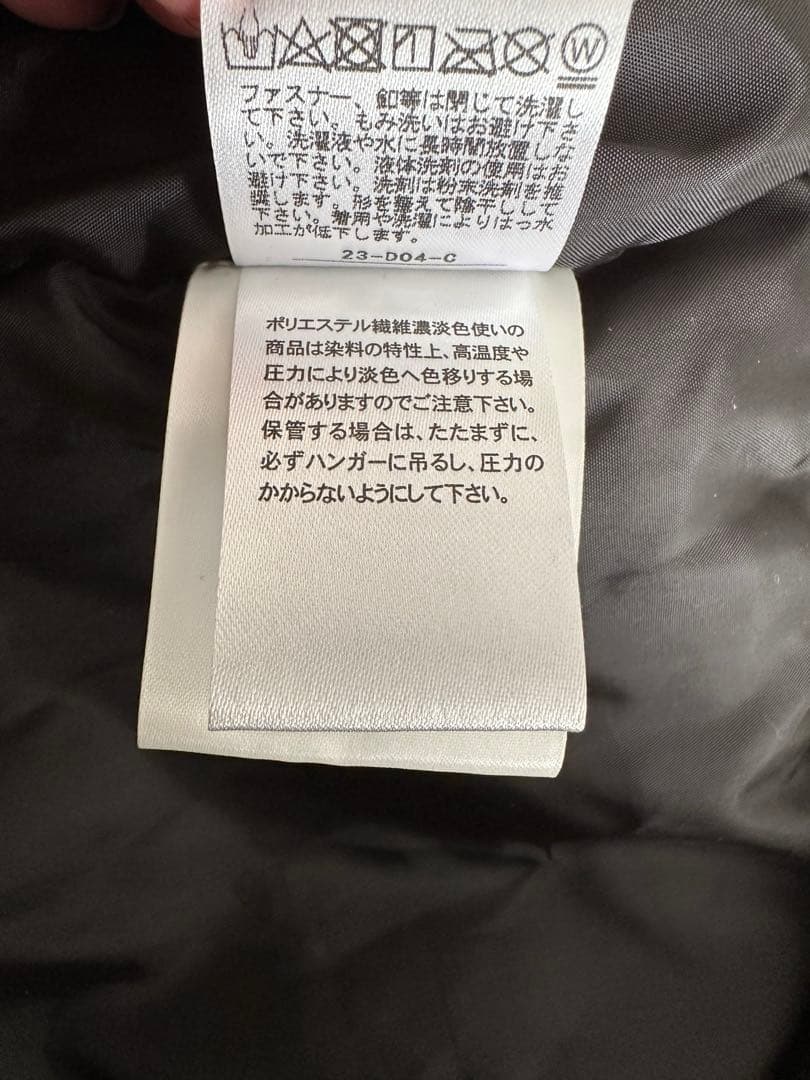 W
ファスナー、釦等は閉じて洗濯し
て下さい。もみ洗いはお避け下さ
い。洗濯液や水に長時間放置しな
いで下さい。液体洗剤の使用はお
避け下さい。洗剤は粉末洗剤を推
奨します。形を整えて陰干しして
下さい。着用や洗濯によりはっ水
加工が低下します。
23-D04-C
ポリエステル繊維濃淡色使いの
商品は染料の特性上、高温度や
圧力により淡色へ色移りする場
合がありますのでご注意下さい。
保管する場合は、たたまずに、
必ずハンガーに吊るし、圧力の
かからないようにして下さい。